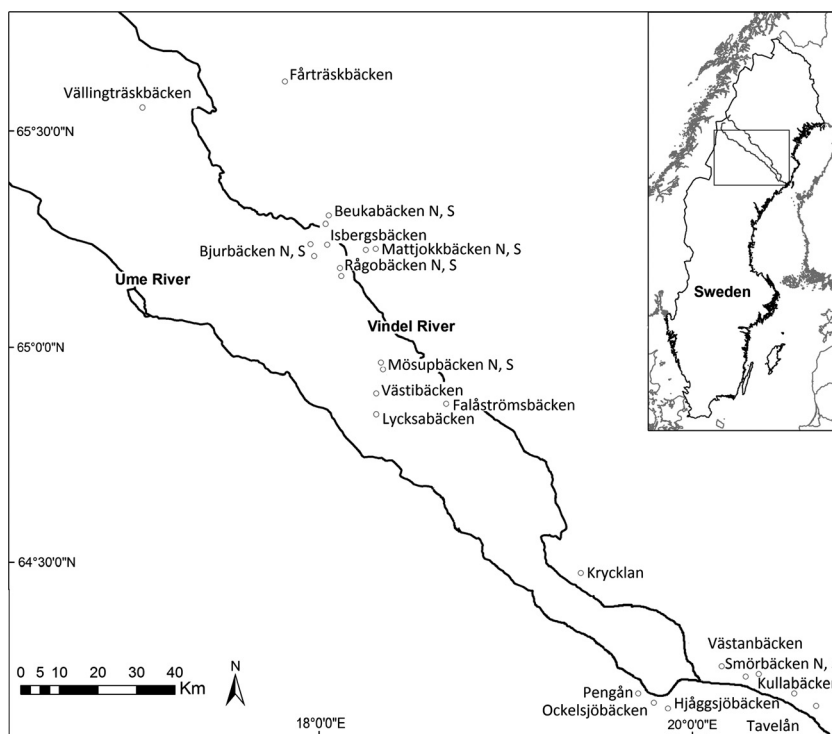 Fårträskbäcken
Vällingträskbäcken
65°30'0"N
Beukabäcken N, S
Isbergsbäcken
Bjurbäcken N, S
Mattjokkbäcken N, S
Rågobäcken N, S
Ume River
Sweden
Vindel River
65°0'0"N
Mösupbäcken N, S
Västibäcken
Falåströmsbäcken
Lycksabäcken
64°30'0"N
Krycklan
Västanbäcken
Smörbäcken N,
Kullabäcken
0 5 10 20 30 40
Km
N
Pengån
Hjåggsjöbäcken
Ockelsjöbäcken
Tavelån
18°0'0"E
20°0'0"E